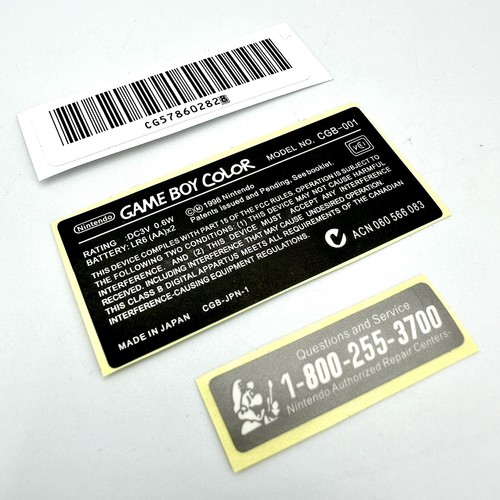 CG57860282
Nintendo GAME BOY COLOR MODEL NO. CGB-001
RATING :DC3V 0.6W ©Ⓜ 1998 Nintendo
BATTERY: LR6 (AA)x2 Patents issued and Pending, See booklet.
VCI
THIS DEVICE COMPLIES WITH PART 15 OF THE FCC RULES. OPERATION IS SUBJECT TO
THE FOLLOWING TWO CONDITIONS: (1) THIS DEVICE MAY NOT CAUSE HARMFUL
INTERFERENCE. AND (2) THIS DEVICE MUST ACCEPT ANY INTERFERENCE
RECEIVED. INCLUDING INTERFERENCE THAT MAY CAUSE UNDESIRED OPERATION.
THIS CLASS B DIGITAL APPARATUS MEETS ALL REQUIREMENTS OF THE CANADIAN
INTERFERENCE-CAUSING EQUIPMENT REGULATIONS.
ACN 060 566 083
MADE IN JAPAN CGB-JPN-1
Questions and Service
1-800-255-3700
Nintendo Authorized Repair Centers